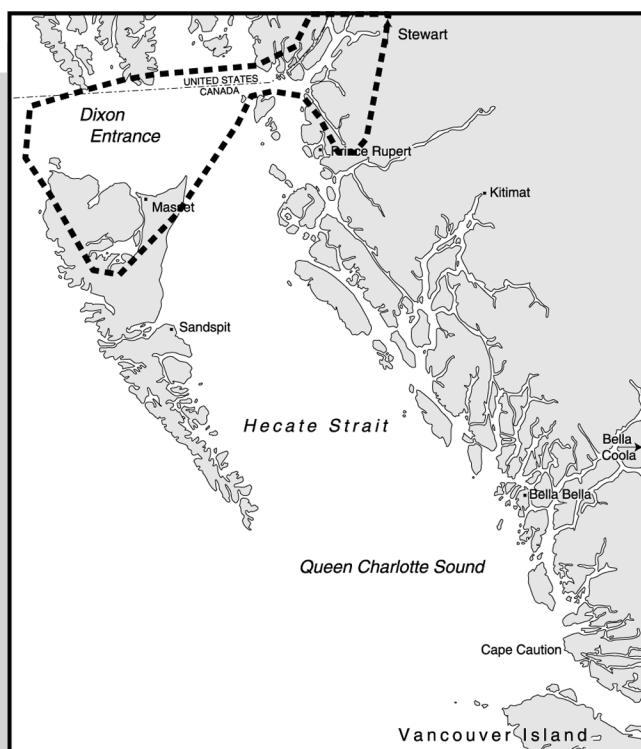 Stewart
UNITED STATES
CANADA
Dixon
Entrance
Prince Rupert
Masset
Kitimat
Sandspit
Hecate Strait
Bella
Coola
Bella Bella
Queen Charlotte Sound
Cape Caution
Vancouver Island